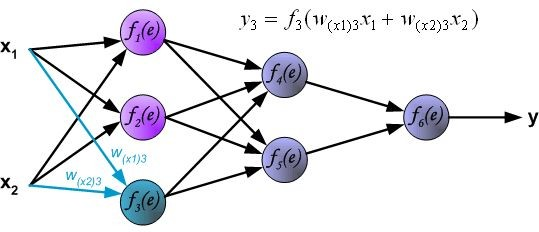 y₃ = f₃(w₍ₓ₁₎₃x₁ + w₍ₓ₂₎₃x₂)
f₁(e)
x₁
f₄(e)
f₂(e)
f₆(e)
y
w₍ₓ₁₎₃
f₅(e)
w₍ₓ₂₎₃
x₂
f₃(e)